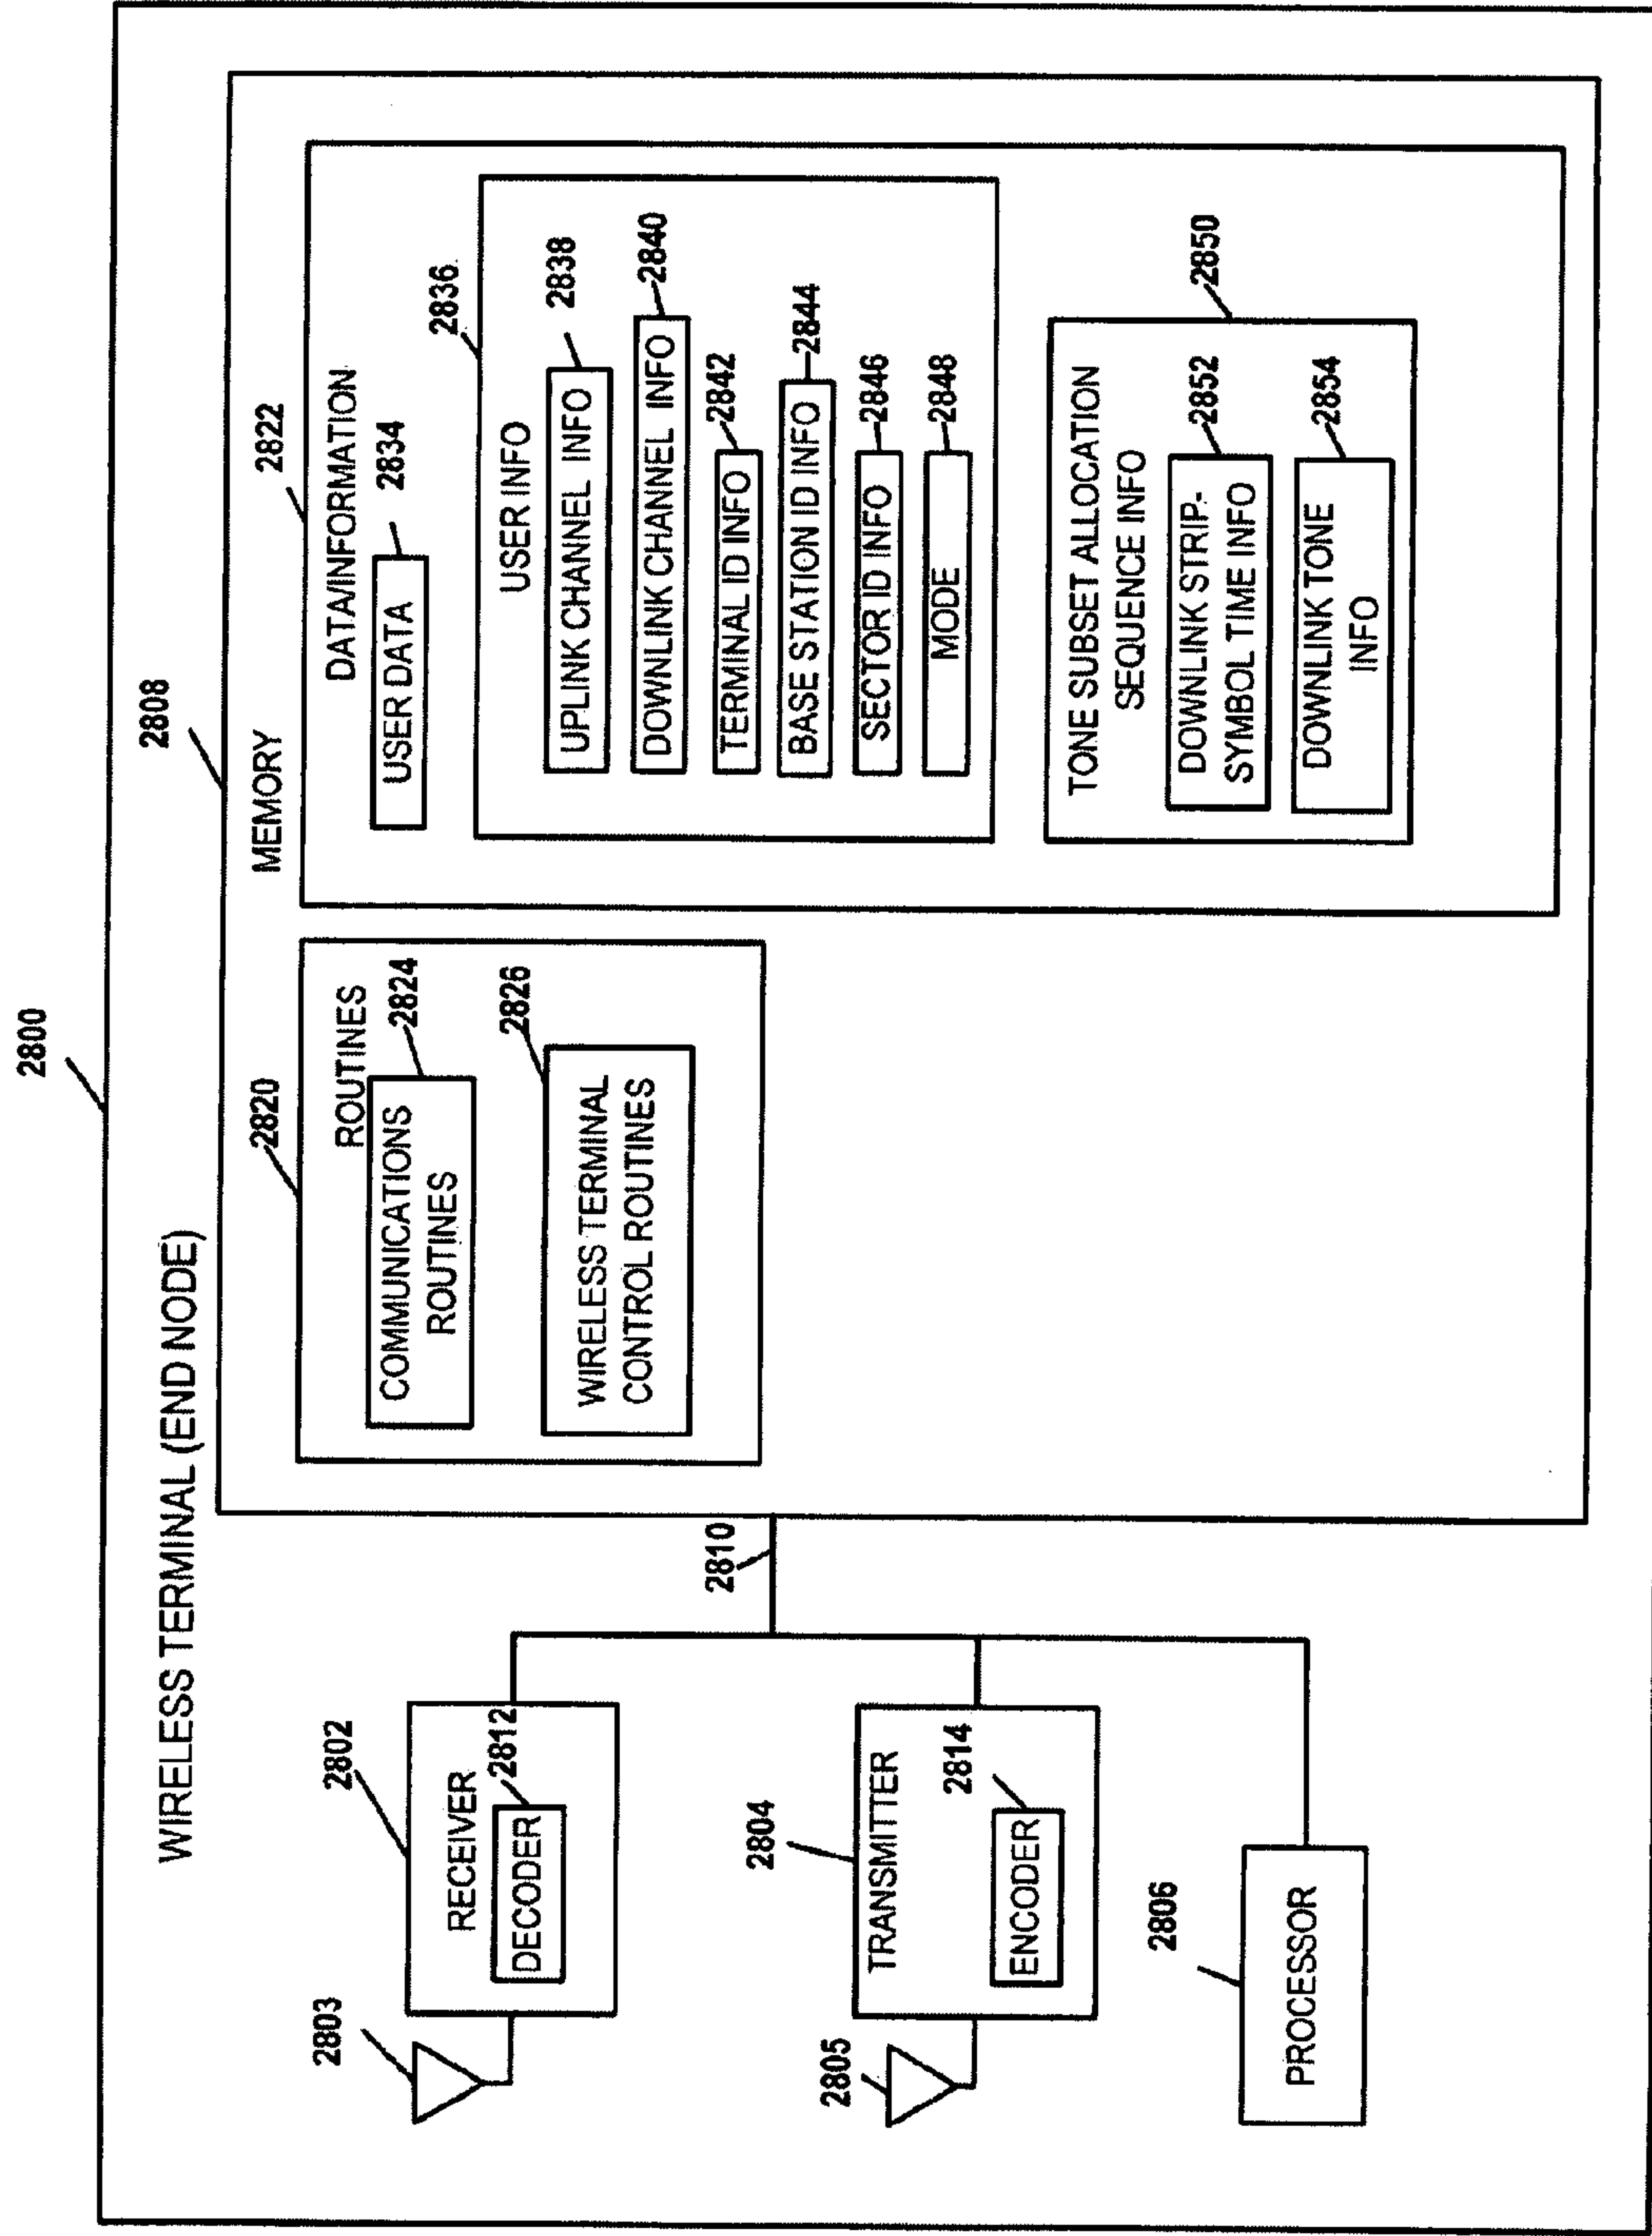 2800
WIRELESS TERMINAL (END NODE)
2803
2802
RECEIVER
2812
DECODER
2805
2804
TRANSMITTER
2814
ENCODER
2806
PROCESSOR
2810
2808
MEMORY
2820
ROUTINES
2824
COMMUNICATIONS
ROUTINES
2826
WIRELESS TERMINAL
CONTROL ROUTINES
2822
DATA/INFORMATION
2834
USER DATA
2836
USER INFO
2838
UPLINK CHANNEL INFO
2840
DOWNLINK CHANNEL INFO
2842
TERMINAL ID INFO
2844
BASE STATION ID INFO
2846
SECTOR ID INFO
2848
MODE
2850
TONE SUBSET ALLOCATION
SEQUENCE INFO
2852
DOWNLINK STRIP-
SYMBOL TIME INFO
2854
DOWNLINK TONE
INFO